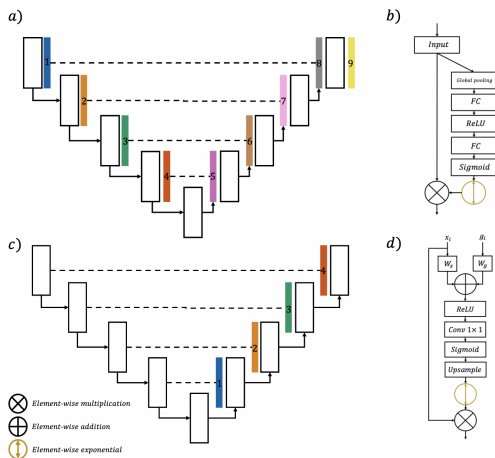 a)
1
2
3
4
5
6
7
8
9
b)
Input
Global pooling
FC
ReLU
FC
Sigmoid
c)
1
2
3
4
d)
x_i
g_i
W_x
W_g
ReLU
Conv 1×1
Sigmoid
Upsample
Element-wise multiplication
Element-wise addition
Element-wise exponential